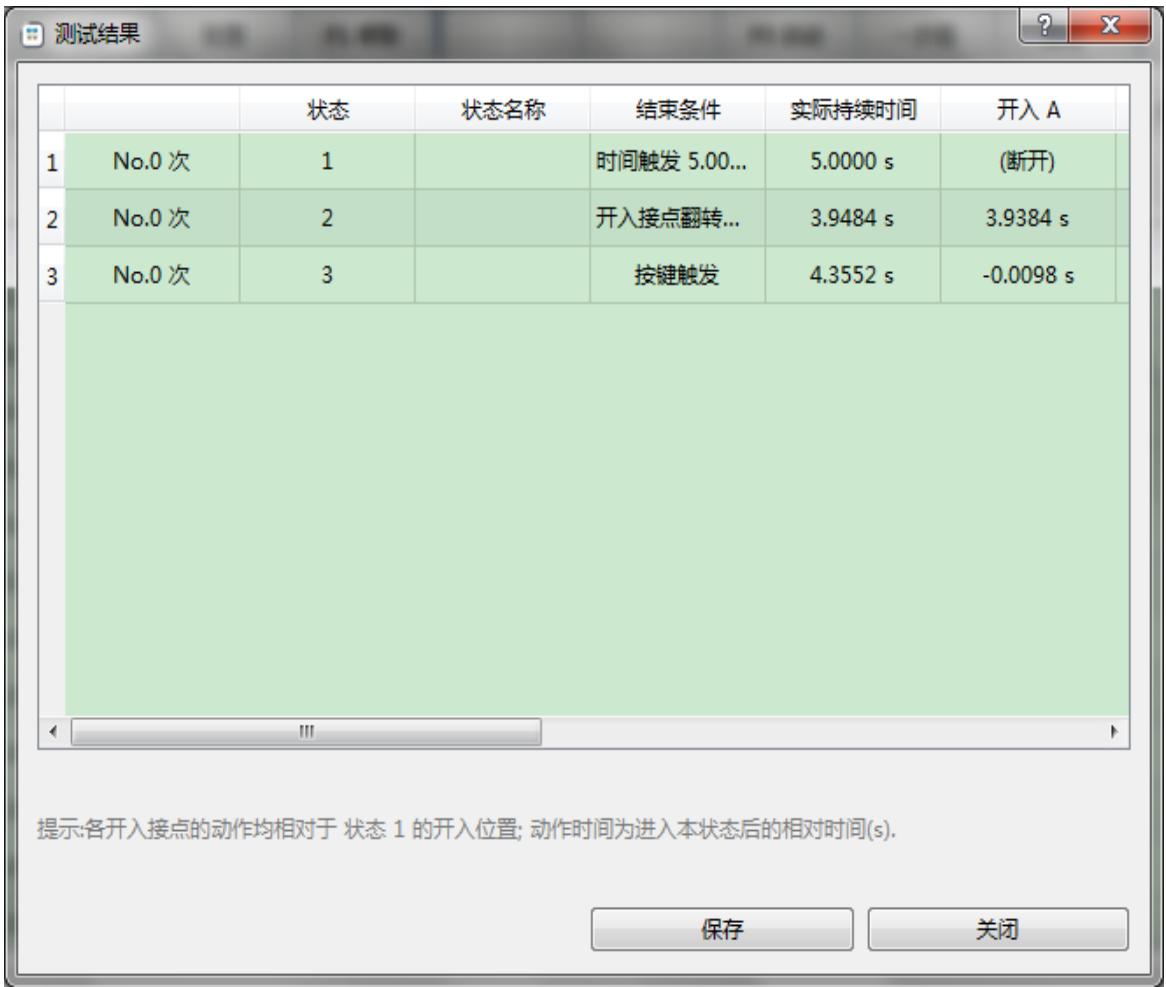 测试结果
状态 状态名称 结束条件 实际持续时间 开入 A
1 No.0 次 1 时间触发 5.00... 5.0000 s (断开)
2 No.0 次 2 开入接点翻转... 3.9484 s 3.9384 s
3 No.0 次 3 按键触发 4.3552 s -0.0098 s
提示:各开入接点的动作均相对于 状态 1 的开入位置; 动作时间为进入本状态后的相对时间(s).
保存 关闭